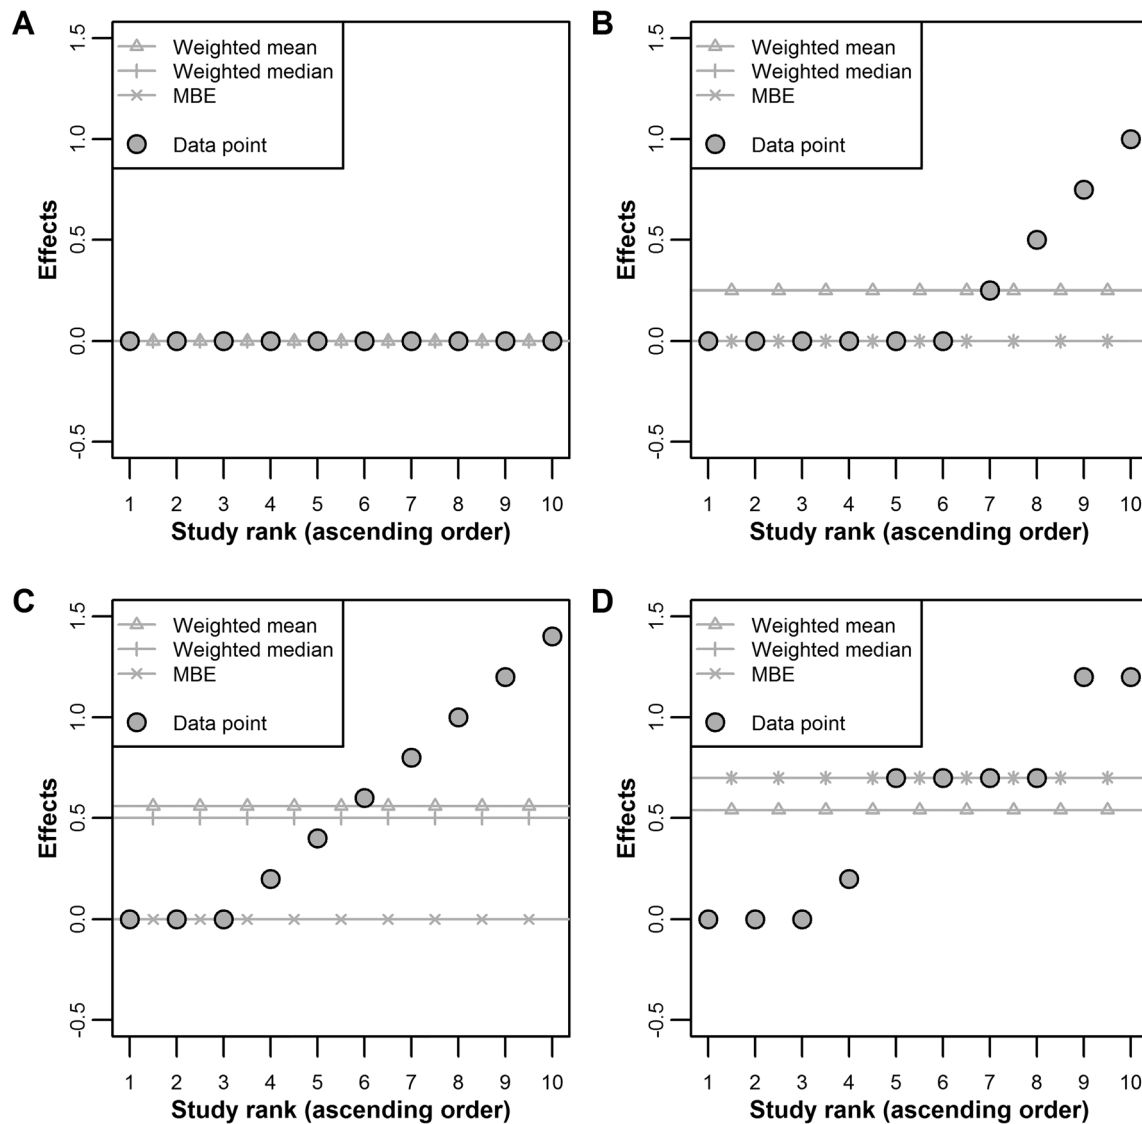 A
Effects
1.5
1.0
0.5
0.0
-0.5
Weighted mean
Weighted median
MBE
Data point
1 2 3 4 5 6 7 8 9 10
Study rank (ascending order)
B
Effects
1.5
1.0
0.5
0.0
-0.5
Weighted mean
Weighted median
MBE
Data point
1 2 3 4 5 6 7 8 9 10
Study rank (ascending order)
C
Effects
1.5
1.0
0.5
0.0
-0.5
Weighted mean
Weighted median
MBE
Data point
1 2 3 4 5 6 7 8 9 10
Study rank (ascending order)
D
Effects
1.5
1.0
0.5
0.0
-0.5
Weighted mean
Weighted median
MBE
Data point
1 2 3 4 5 6 7 8 9 10
Study rank (ascending order)